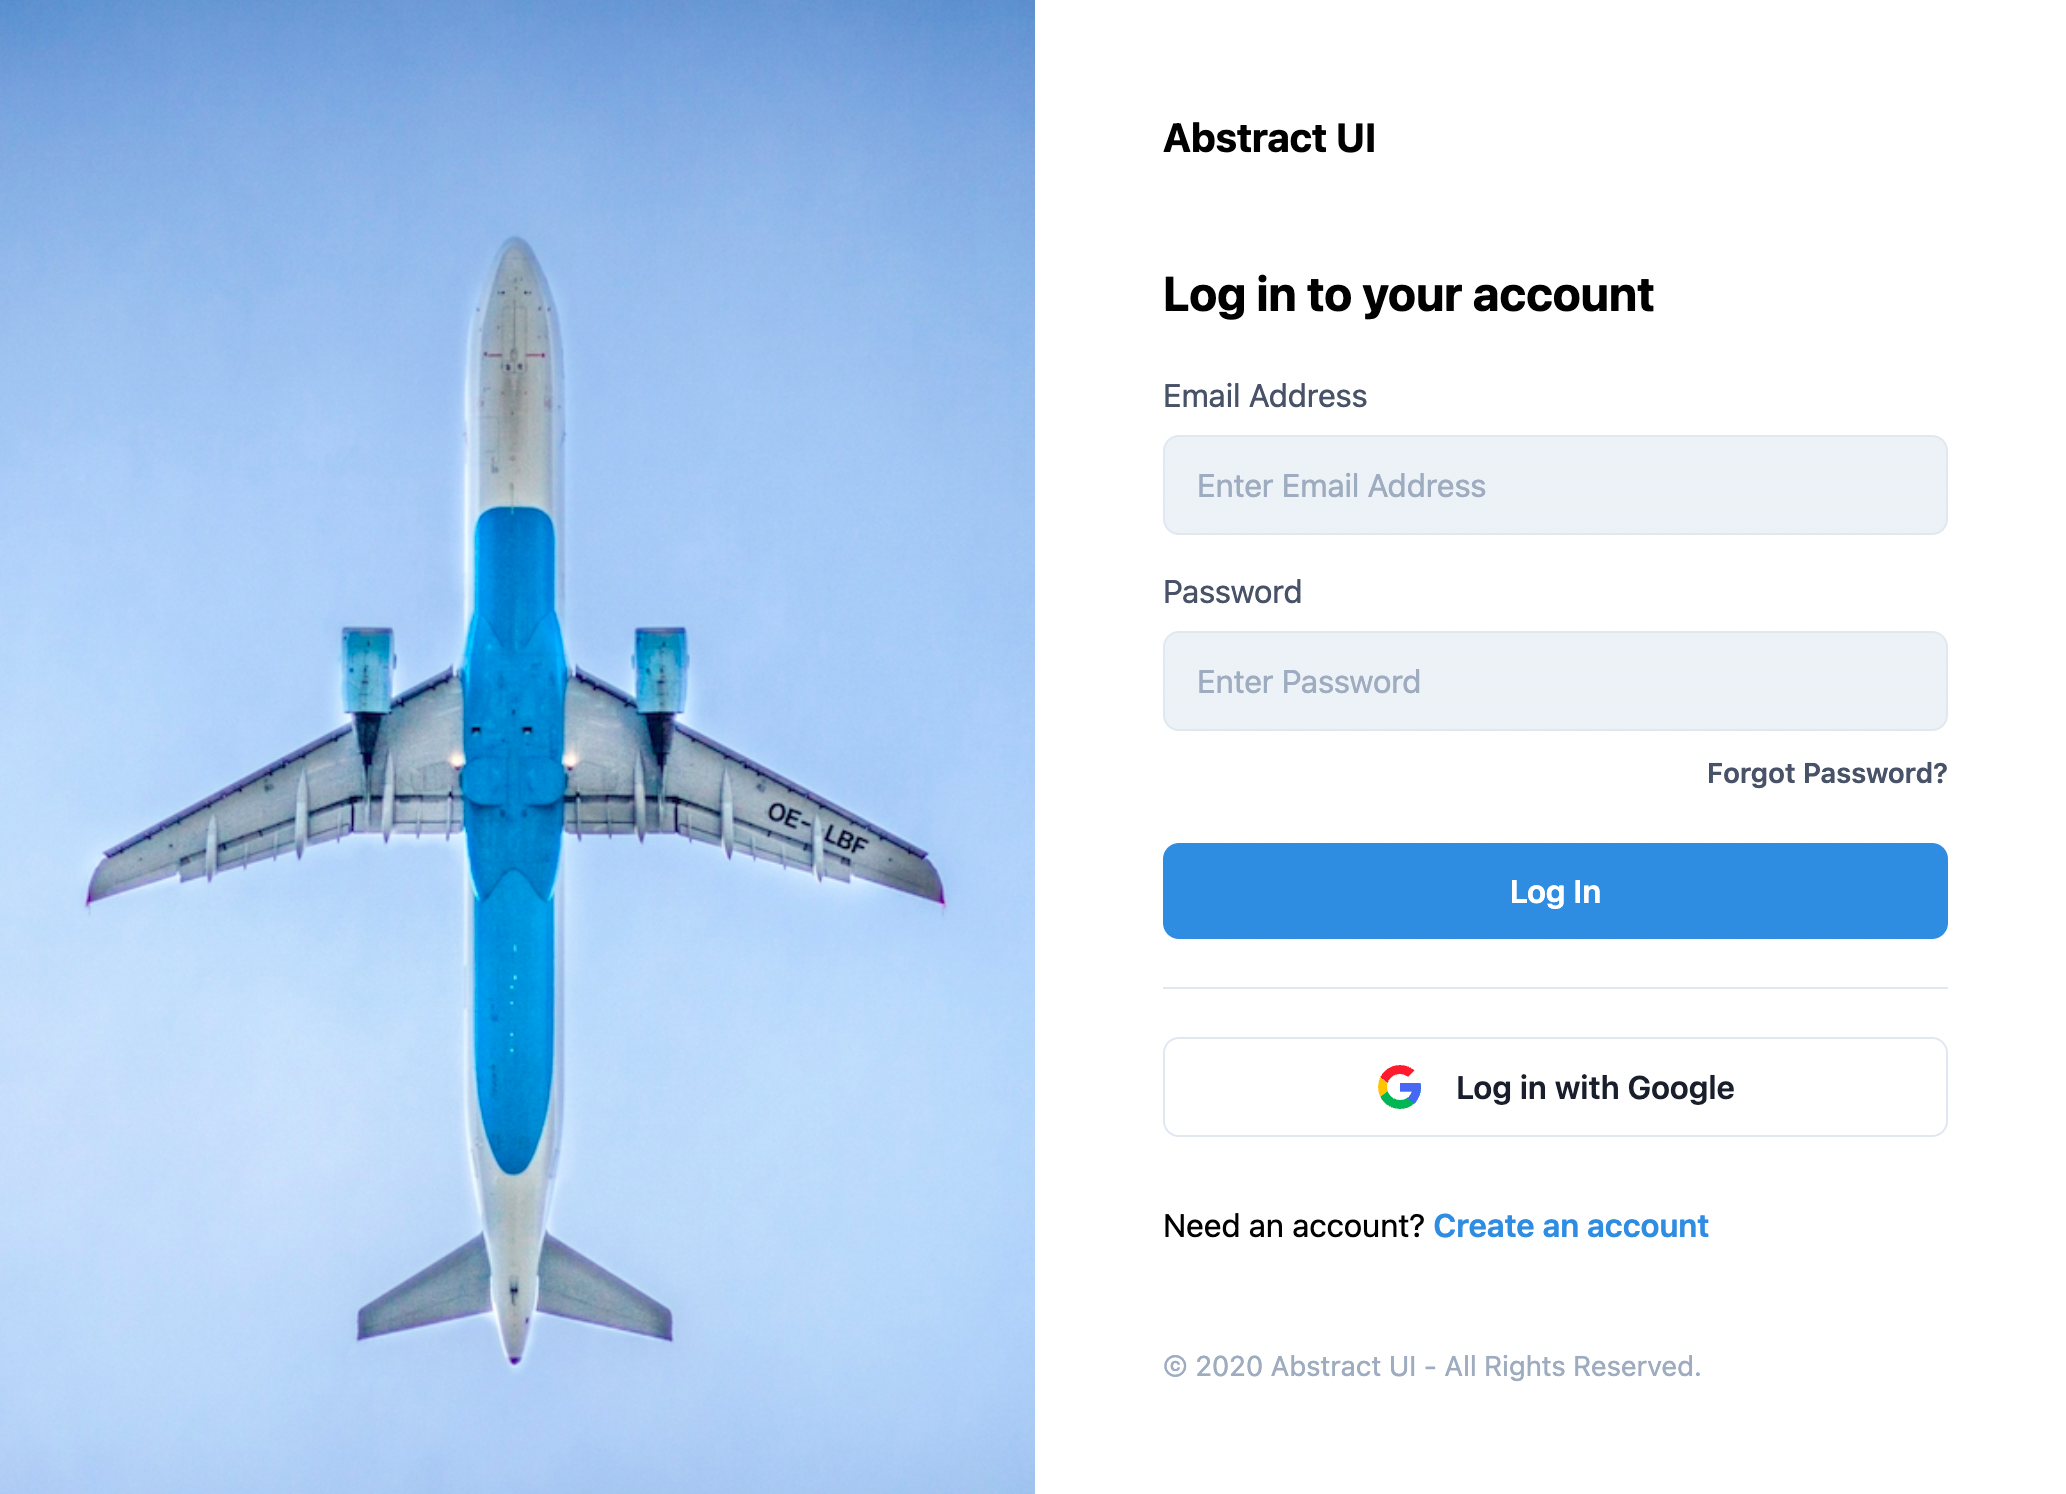 OE-LBF
Abstract UI
Log in to your account
Email Address
Enter Email Address
Password
Enter Password
Forgot Password?
Log In
Log in with Google
Need an account? Create an account
© 2020 Abstract UI - All Rights Reserved.